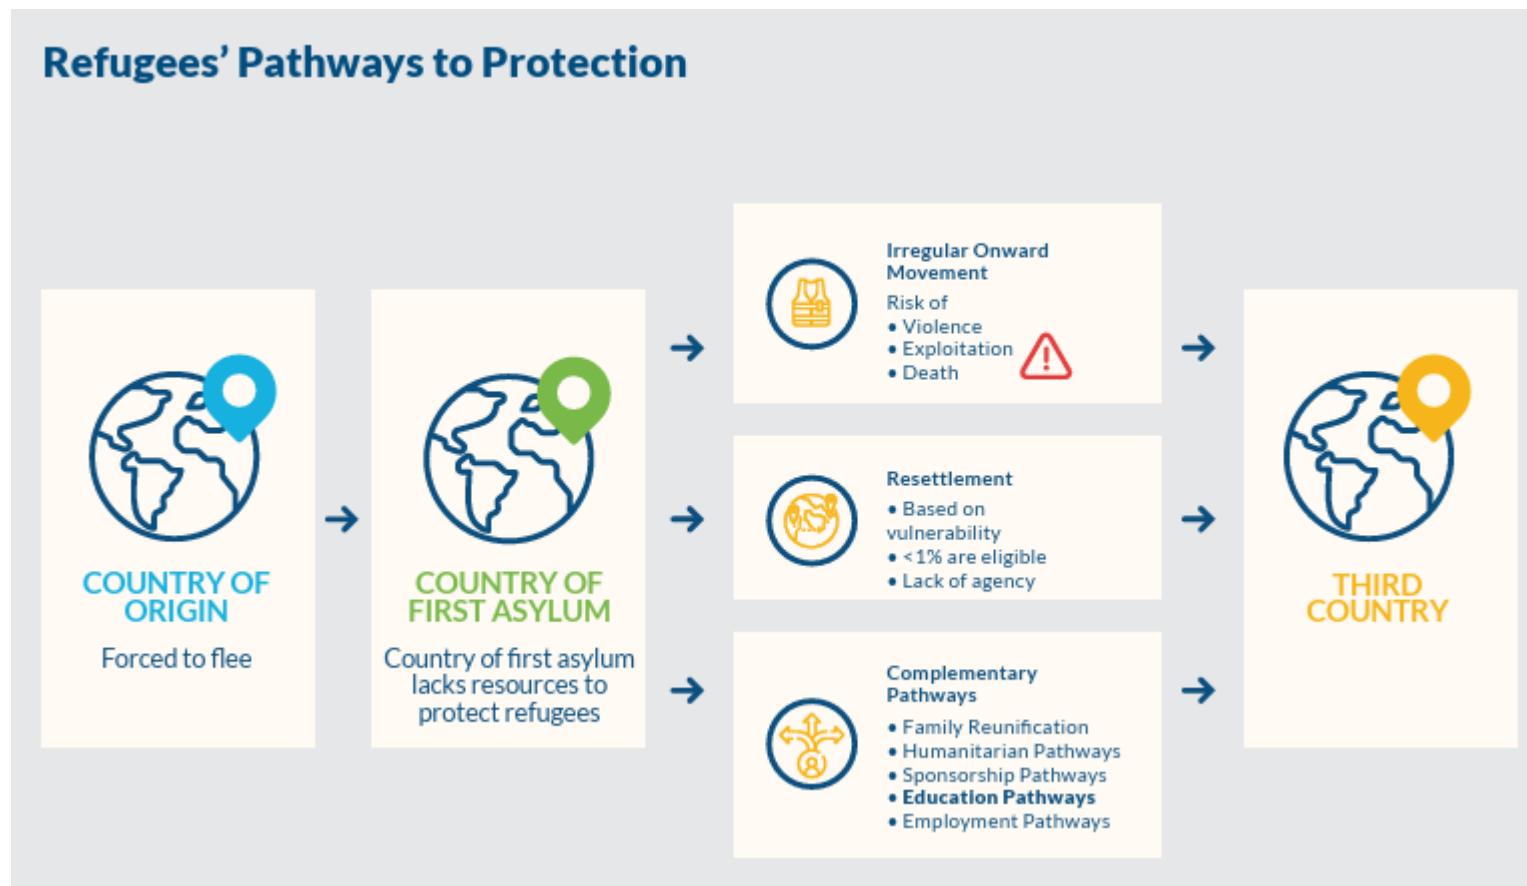 Refugees’ Pathways to Protection
COUNTRY OF
ORIGIN
Forced to flee
COUNTRY OF
FIRST ASYLUM
Country of first asylum
lacks resources to
protect refugees
Irregular Onward
Movement
Risk of
• Violence
• Exploitation
• Death
Resettlement
• Based on
vulnerability
• <1% are eligible
• Lack of agency
Complementary
Pathways
• Family Reunification
• Humanitarian Pathways
• Sponsorship Pathways
• Education Pathways
• Employment Pathways
THIRD
COUNTRY